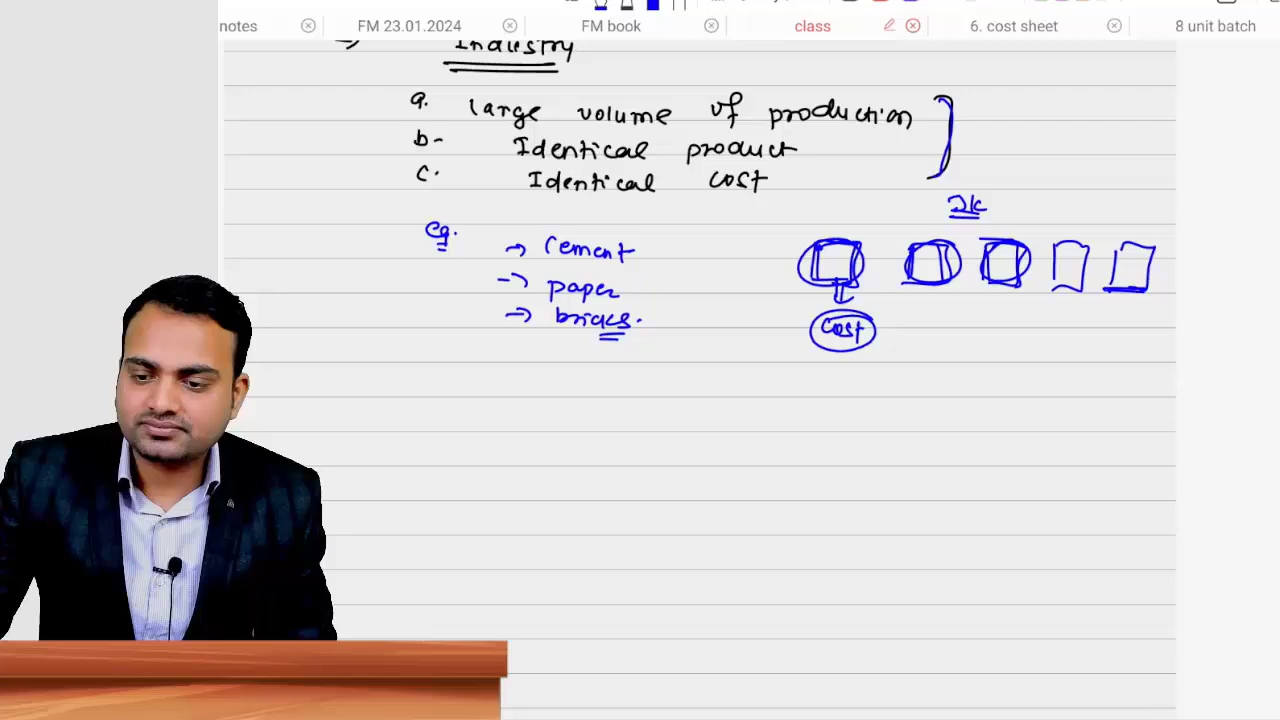 notes
FM 23.01.2024
FM book
class
6. cost sheet
8 unit batch
Industry
a. large volume of production
b- Identical product
c. Identical cost
2k
eg.
→ cement
→ paper
→ bricks.
cost